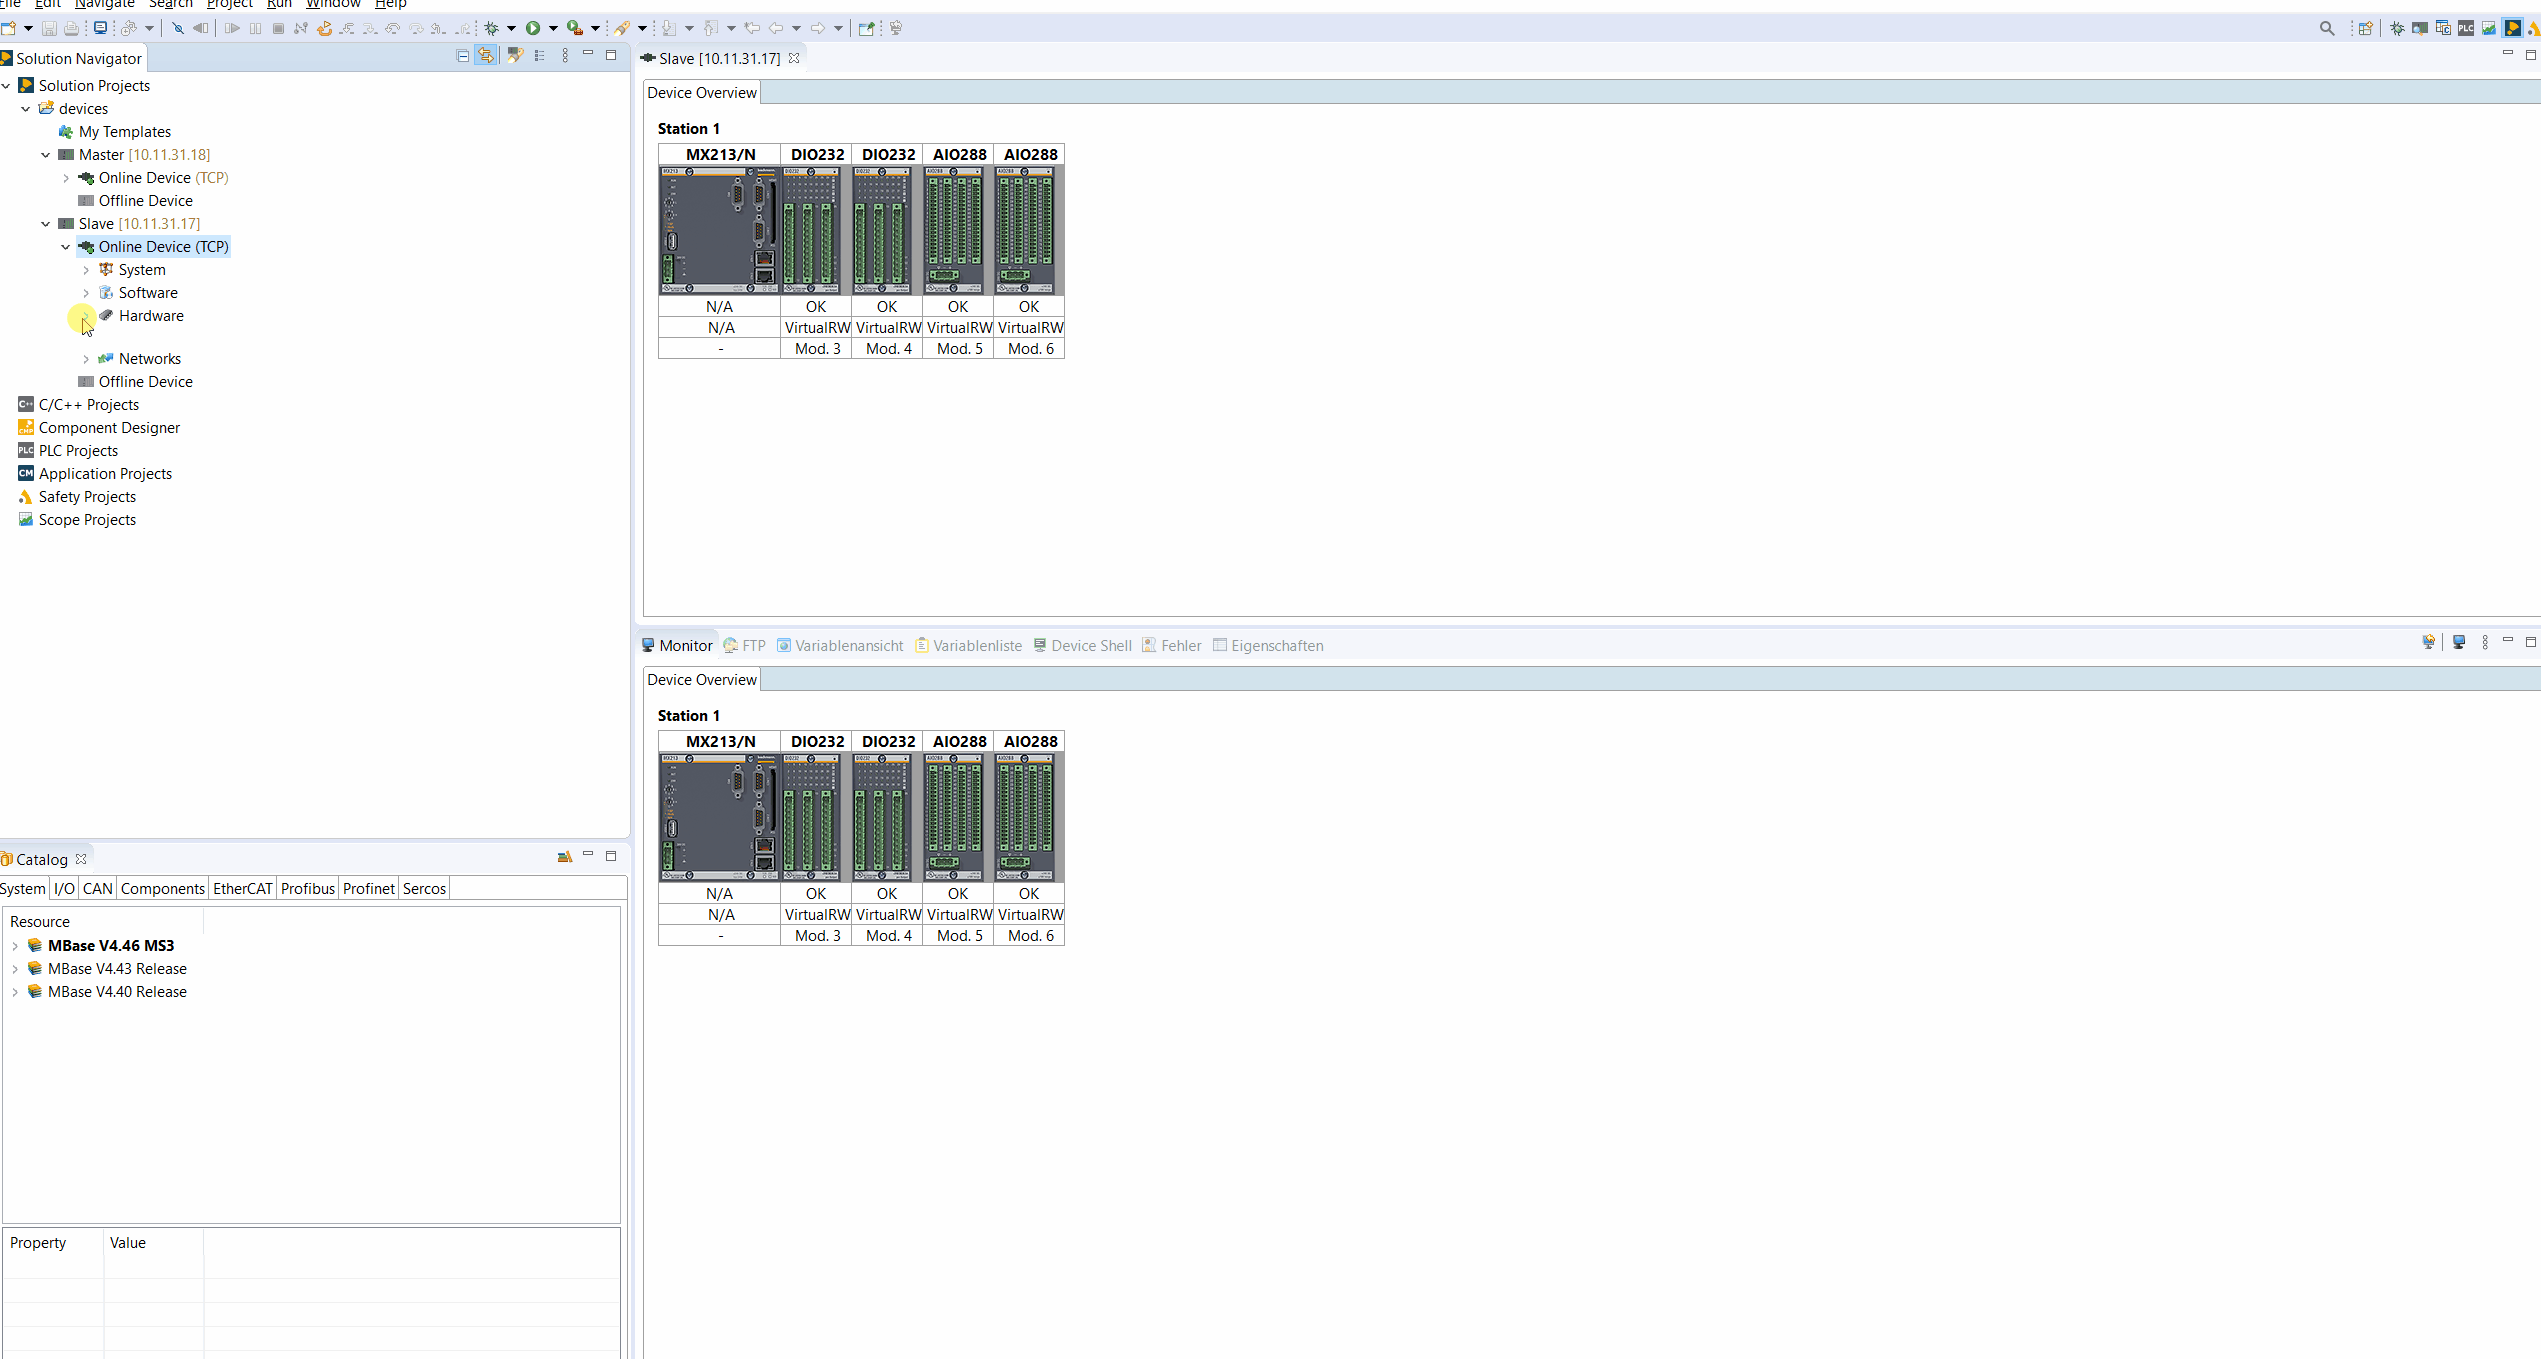 File Edit Navigate Search Project Run Window Help
Solution Navigator
Solution Projects
devices
My Templates
Master [10.11.31.18]
Online Device (TCP)
Offline Device
Slave [10.11.31.17]
Online Device (TCP)
System
Software
Hardware
Networks
Offline Device
C/C++ Projects
Component Designer
PLC Projects
Application Projects
Safety Projects
Scope Projects
Catalog
System I/O CAN Components EtherCAT Profibus Profinet Sercos
Resource
MBase V4.46 MS3
MBase V4.43 Release
MBase V4.40 Release
Property Value
Slave [10.11.31.17]
Device Overview
Station 1
MX213/N DIO232 DIO232 AIO288 AIO288
N/A OK OK OK OK
N/A VirtualRW VirtualRW VirtualRW VirtualRW
- Mod. 3 Mod. 4 Mod. 5 Mod. 6
Monitor FTP Variablenansicht Variablenliste Device Shell Fehler Eigenschaften
Device Overview
Station 1
MX213/N DIO232 DIO232 AIO288 AIO288
N/A OK OK OK OK
N/A VirtualRW VirtualRW VirtualRW VirtualRW
- Mod. 3 Mod. 4 Mod. 5 Mod. 6